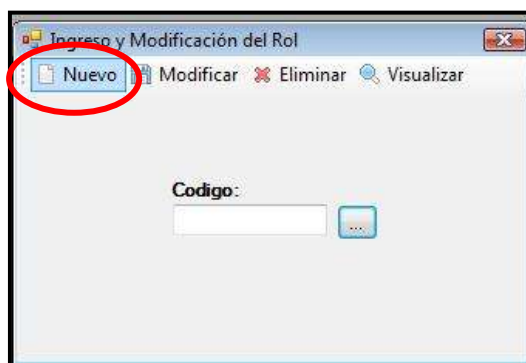 Ingreso y Modificación del Rol
Nuevo Modificar Eliminar Visualizar
Codigo:
...